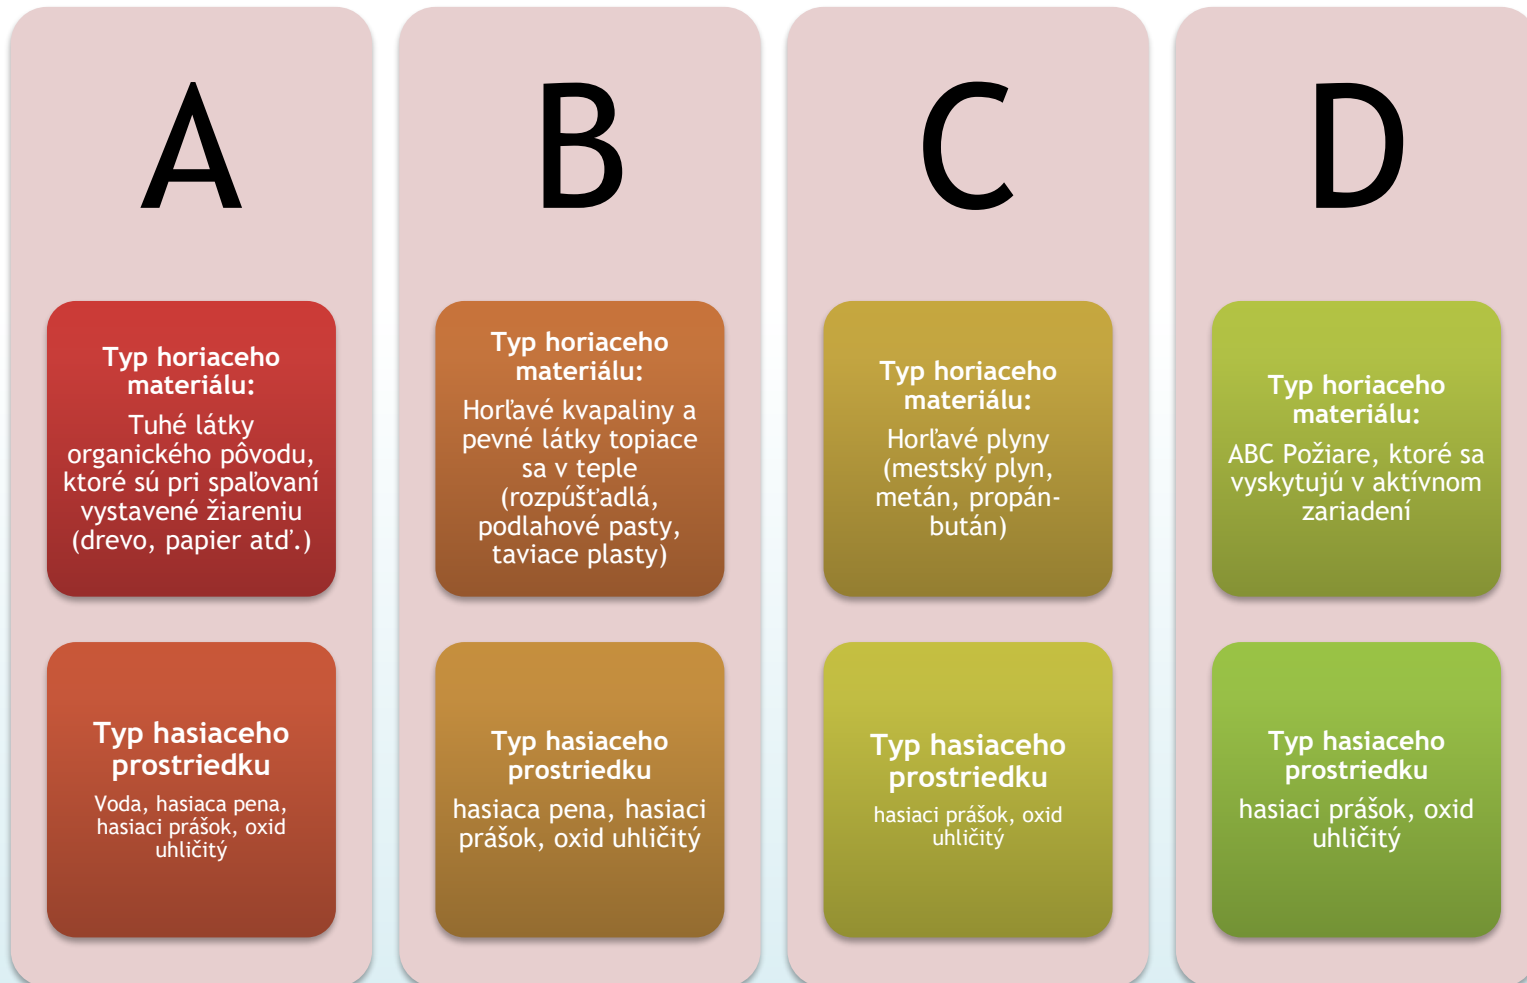 A
Typ horiaceho
materiálu:
Tuhé látky
organického pôvodu,
ktoré sú pri spaľovaní
vystavené žiareniu
(drevo, papier atď.)
Typ hasiaceho
prostriedku
Voda, hasiaca pena,
hasiaci prášok, oxid
uhličitý
B
Typ horiaceho
materiálu:
Horľavé kvapaliny a
pevné látky topiace
sa v teple
(rozpúšťadlá,
podlahové pasty,
taviace plasty)
Typ hasiaceho
prostriedku
hasiaca pena, hasiaci
prášok, oxid uhličitý
C
Typ horiaceho
materiálu:
Horľavé plyny
(mestský plyn,
metán, propán-
bután)
Typ hasiaceho
prostriedku
hasiaci prášok, oxid
uhličitý
D
Typ horiaceho
materiálu:
ABC Požiare, ktoré sa
vyskytujú v aktívnom
zariadení
Typ hasiaceho
prostriedku
hasiaci prášok, oxid
uhličitý